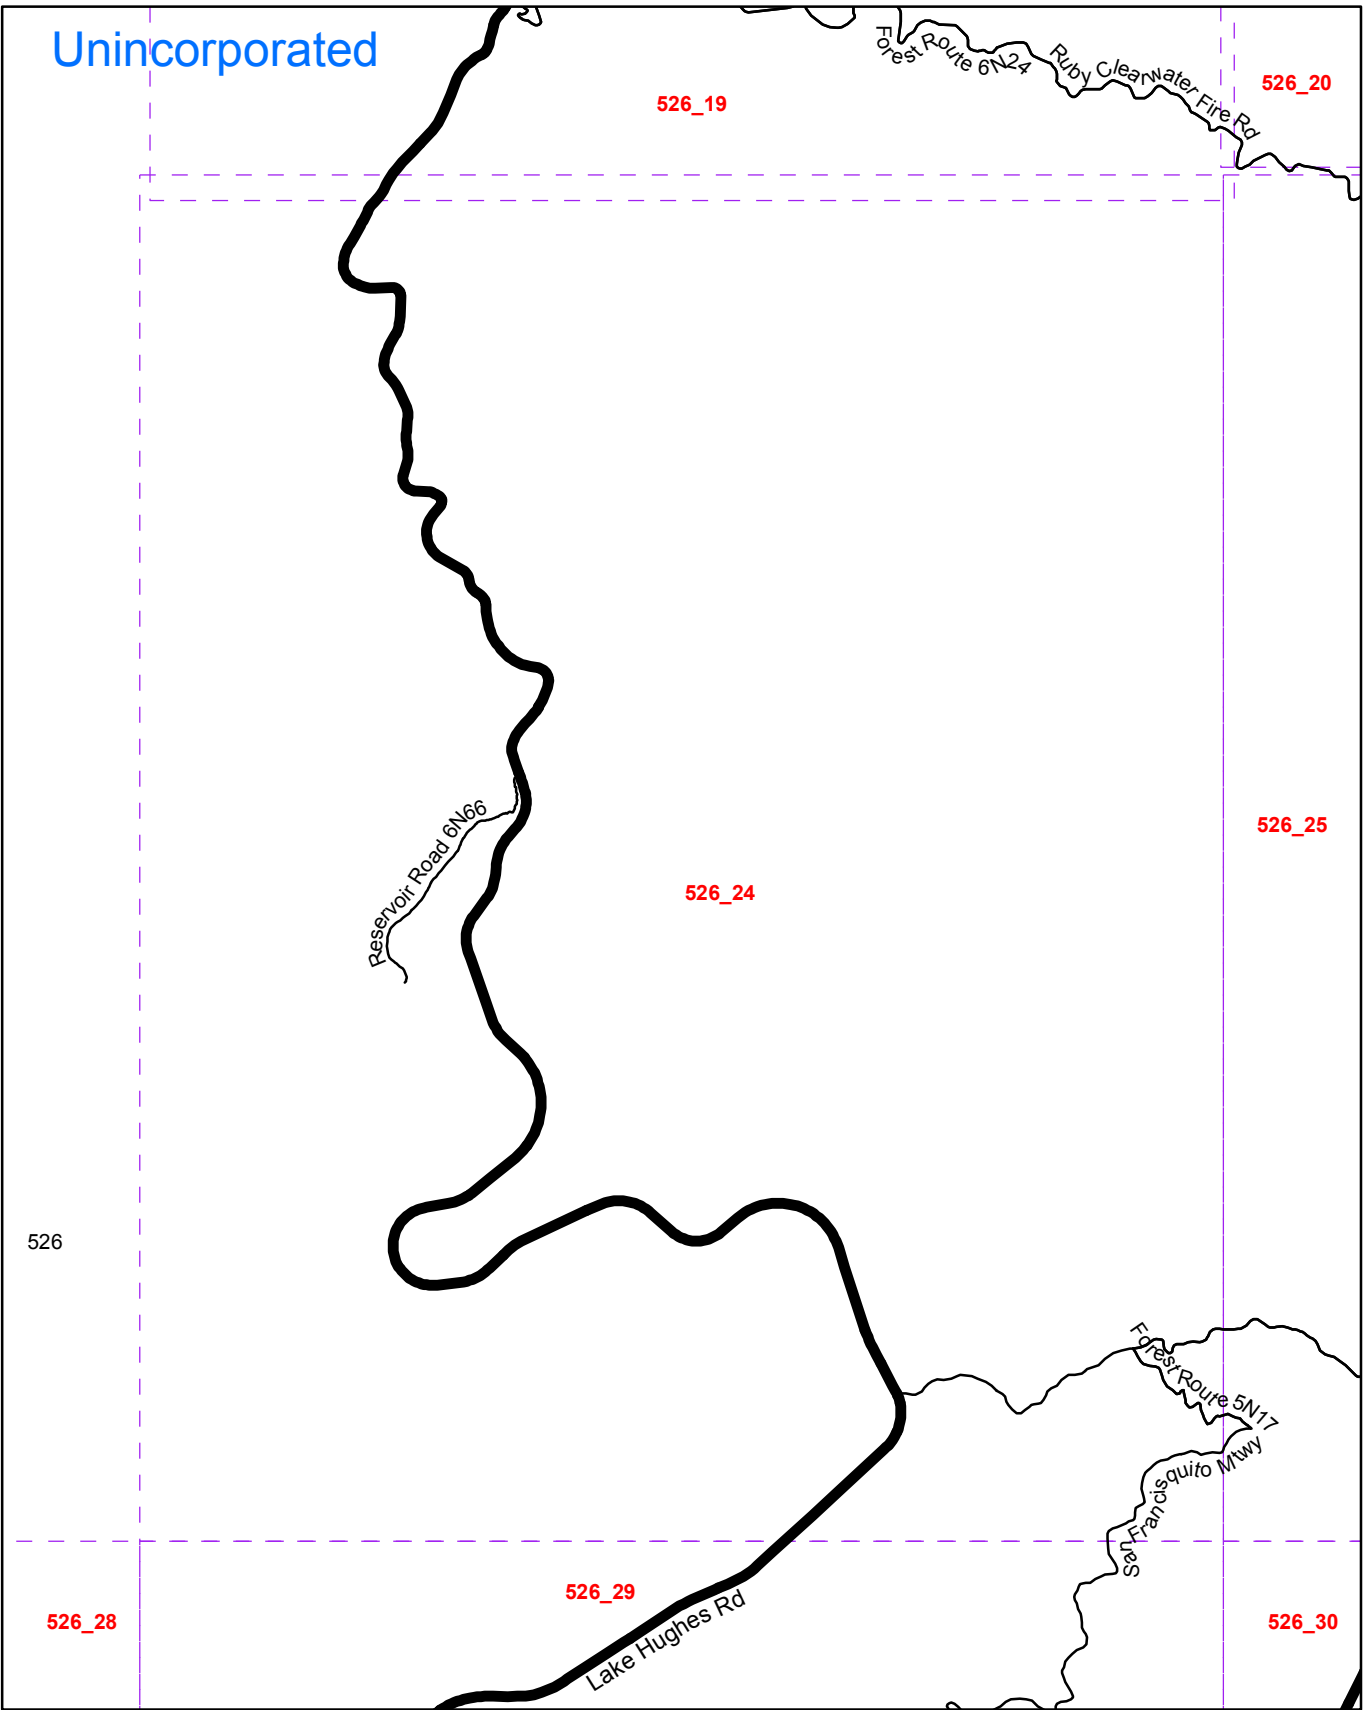 Unincorporated
Forest Route 6N24
Ruby Clearwater Fire Rd
526_20
526_19
Reservoir Road 6N66
526_25
526_24
526
Forest Route 5N17
San Francisquito Mtwy
526_29
Lake Hughes Rd
526_28
526_30